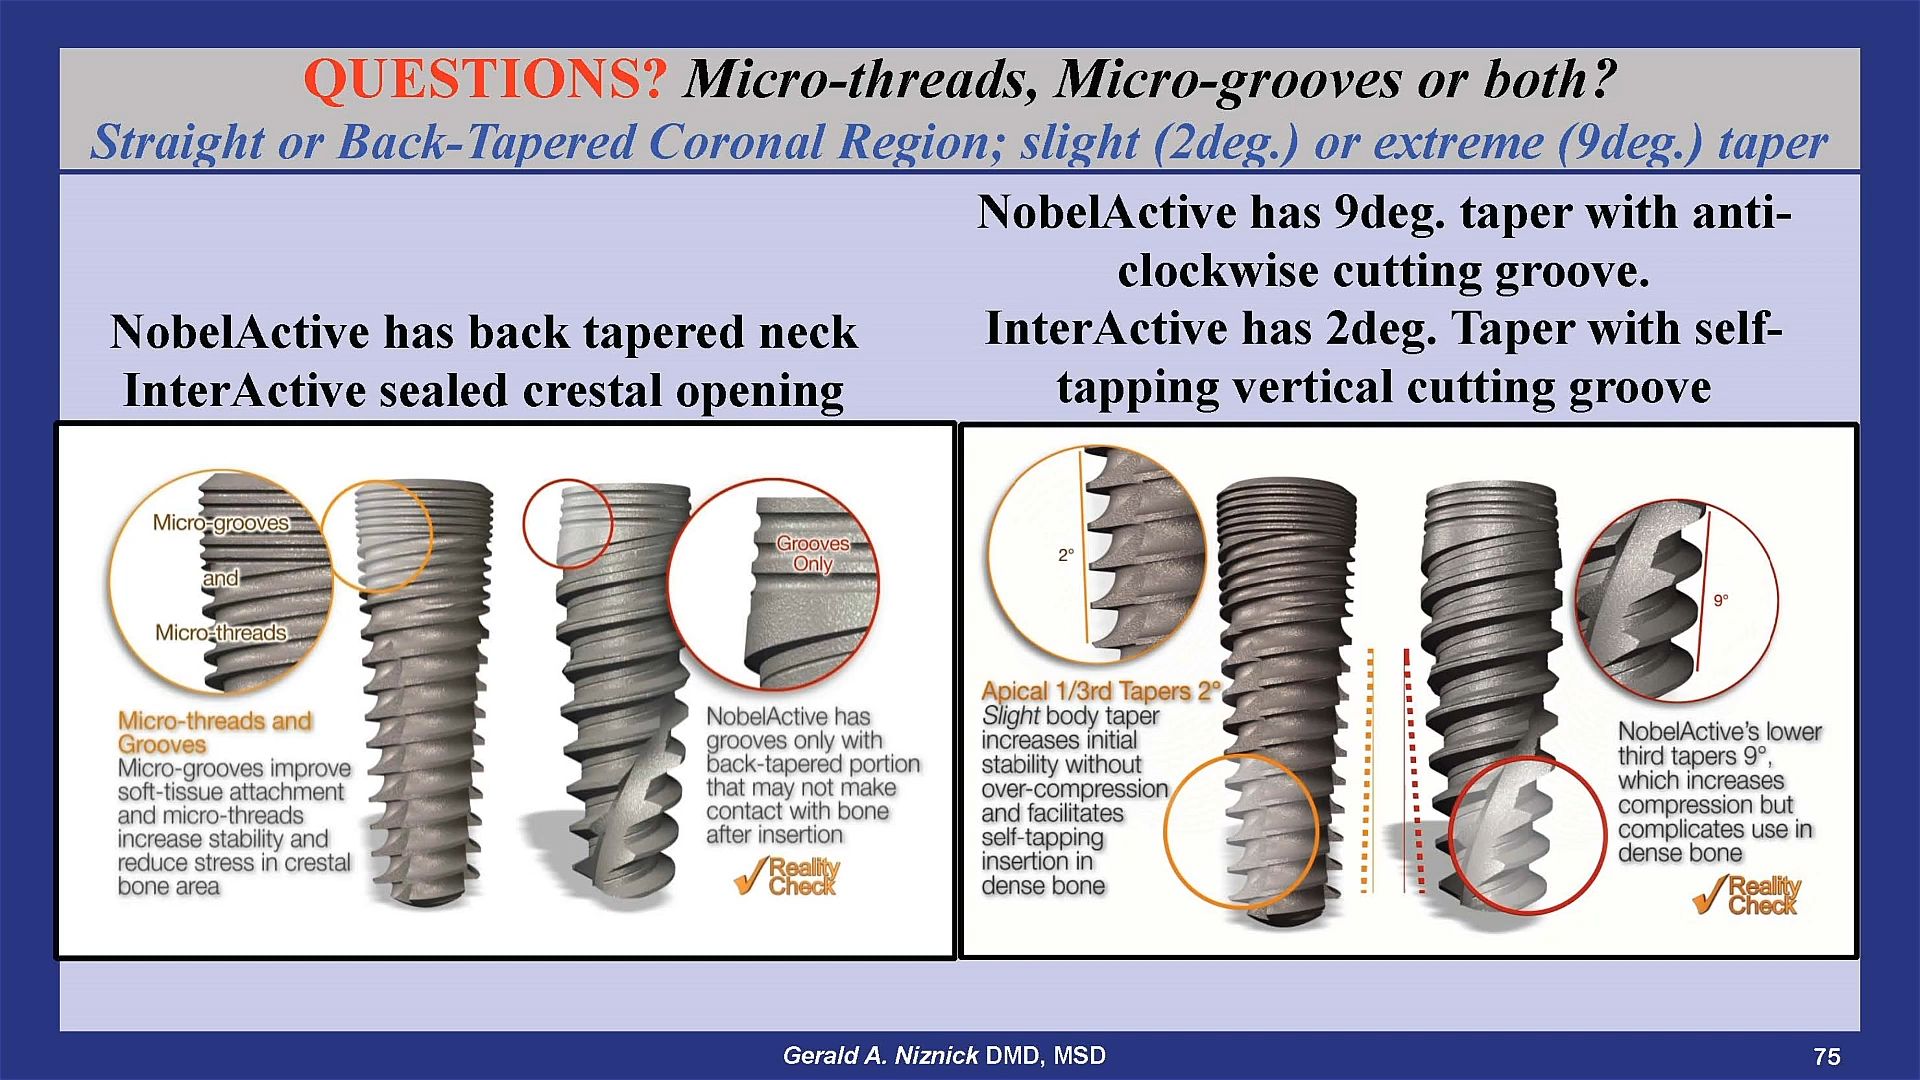 QUESTIONS? Micro-threads, Micro-grooves or both?
Straight or Back-Tapered Coronal Region; slight (2deg.) or extreme (9deg.) taper
NobelActive has back tapered neck
InterActive sealed crestal opening
NobelActive has 9deg. taper with anti-
clockwise cutting groove.
InterActive has 2deg. Taper with self-
tapping vertical cutting groove
Micro-grooves
and
Micro-threads
Grooves
Only
Micro-threads and
Grooves
Micro-grooves improve
soft-tissue attachment
and micro-threads
increase stability and
reduce stress in crestal
bone area
NobelActive has
grooves only with
back-tapered portion
that may not make
contact with bone
after insertion
Reality
Check
2°
9°
Apical 1/3rd Tapers 2°
Slight body taper
increases initial
stability without
over-compression
and facilitates
self-tapping
insertion in
dense bone
NobelActive's lower
third tapers 9°,
which increases
compression but
complicates use in
dense bone
Reality
Check
Gerald A. Niznick DMD, MSD
75